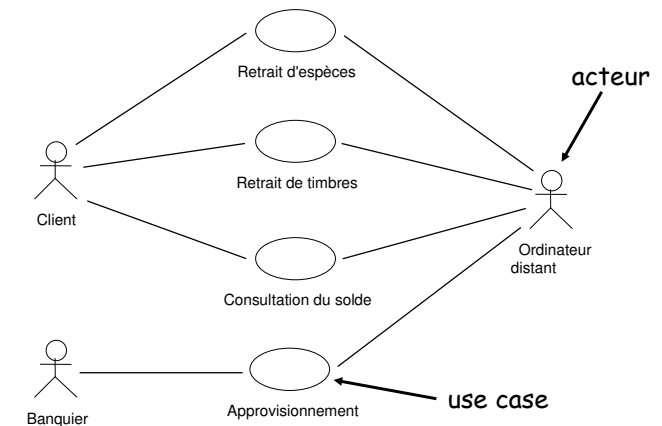 Retrait d'espèces
acteur
Retrait de timbres
Client
Ordinateur
distant
Consultation du solde
use case
Approvisionnement
Banquier